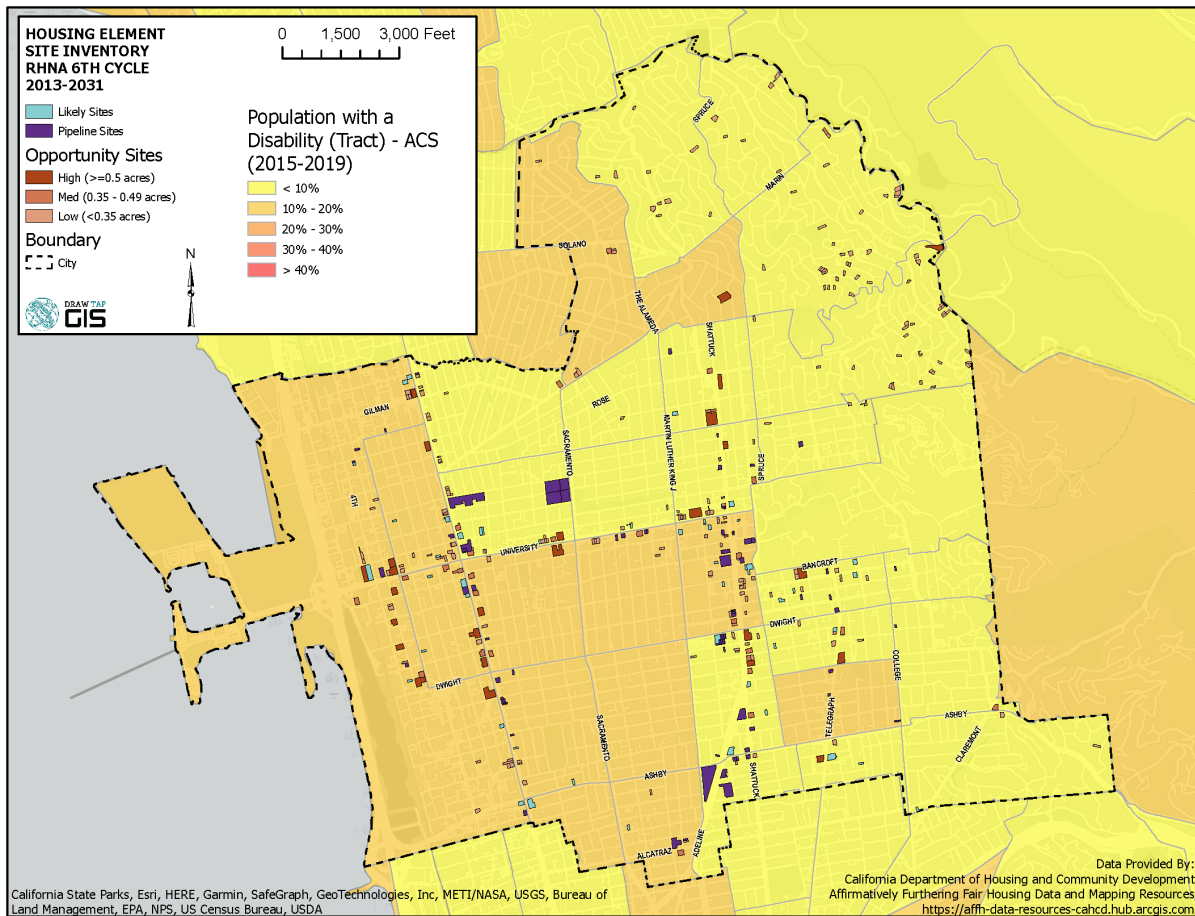 HOUSING ELEMENT
SITE INVENTORY
RHNA 6TH CYCLE
2013-2031
Likely Sites
Pipeline Sites
Opportunity Sites
High (>=0.5 acres)
Med (0.35 - 0.49 acres)
Low (<0.35 acres)
Boundary
City
DRAW TAP
GIS
0 1,500 3,000 Feet
Population with a
Disability (Tract) - ACS
(2015-2019)
< 10%
10% - 20%
20% - 30%
30% - 40%
> 40%
N
SPRUCE
MARIN
SOLANO
THE ALAMEDA
SHATTUCK
GILMAN
ROSE
SACRAMENTO
MARTIN LUTHER KING J
SPRUCE
4TH
UNIVERSITY
BANCROFT
DWIGHT
DWIGHT
COLLEGE
SACRAMENTO
TELEGRAPH
ASHBY
CLAREMONT
ASHBY
SHATTUCK
ADELINE
ALCATRAZ
California State Parks, Esri, HERE, Garmin, SafeGraph, GeoTechnologies, Inc, METI/NASA, USGS, Bureau of
Land Management, EPA, NPS, US Census Bureau, USDA
Data Provided By:
California Department of Housing and Community Development
Affirmatively Furthering Fair Housing Data and Mapping Resources
https://affh-data-resources-cahcd.hub.arcgis.com